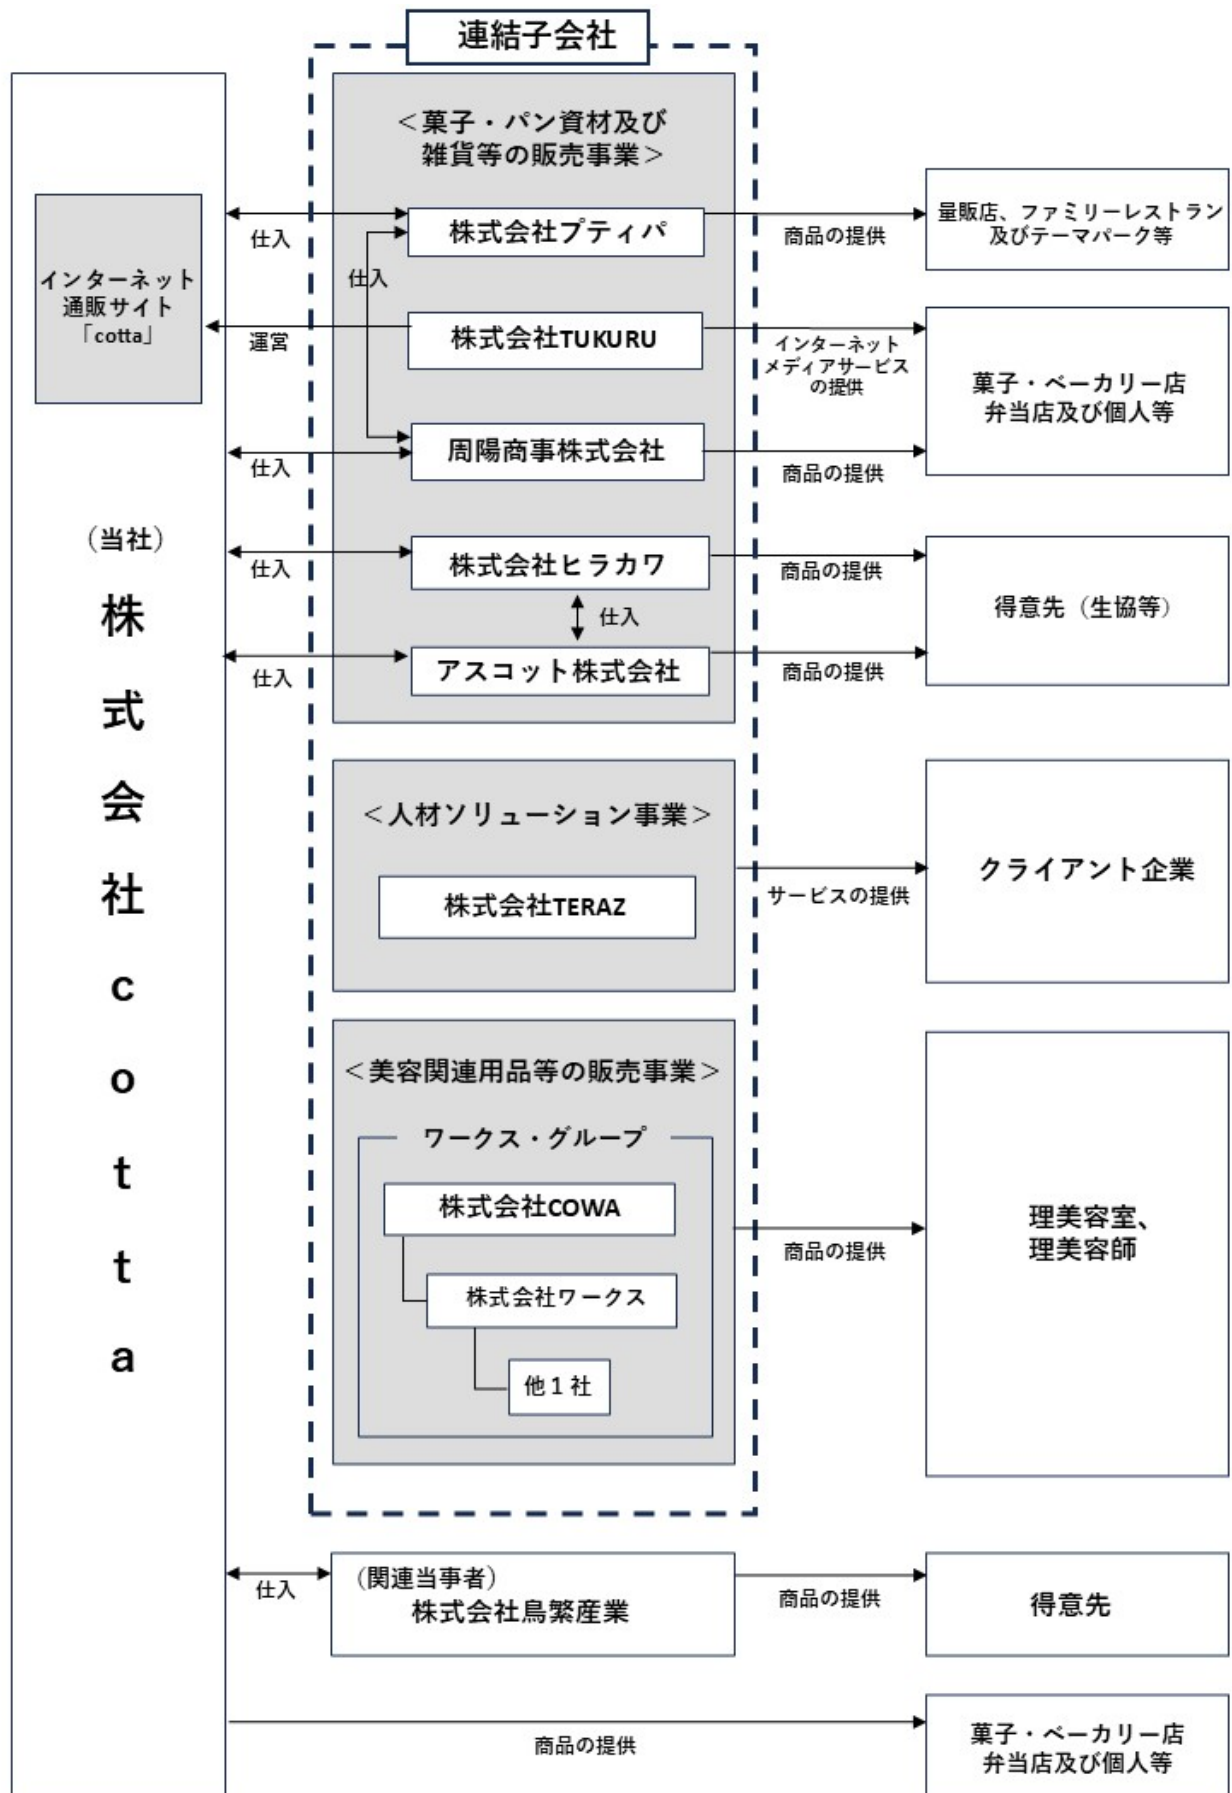 連結子会社
<菓子・パン資材及び
雑貨等の販売事業>
インターネット
通販サイト
「cotta」
仕入
株式会社プティパ
商品の提供
量販店、ファミリーレストラン
及びテーマパーク等
仕入
運営
株式会社TUKURU
インターネット
メディアサービス
の提供
菓子・ベーカリー店
弁当店及び個人等
仕入
周陽商事株式会社
商品の提供
(当社)
株式会社cotta
仕入
株式会社ヒラカワ
商品の提供
得意先(生協等)
仕入
仕入
アスコット株式会社
商品の提供
<人材ソリューション事業>
株式会社TERAZ
サービスの提供
クライアント企業
<美容関連用品等の販売事業>
ワークス・グループ
株式会社COWA
株式会社ワークス
他1社
商品の提供
理美容室、
理美容師
仕入
(関連当事者)
株式会社鳥繁産業
商品の提供
得意先
商品の提供
菓子・ベーカリー店
弁当店及び個人等